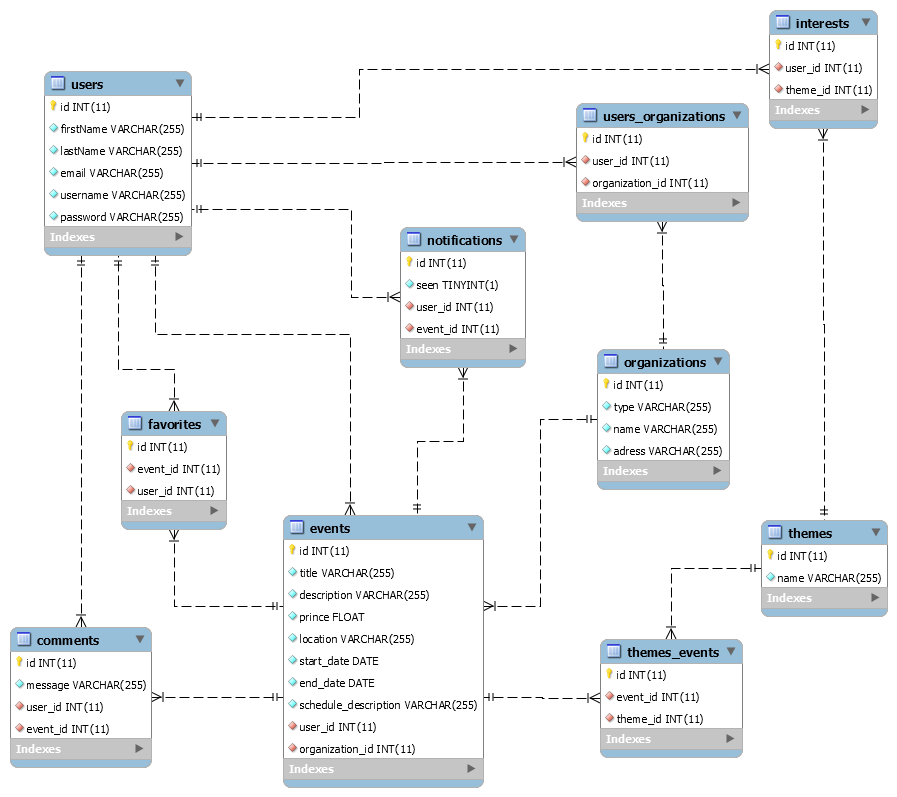 interests
id INT(11)
user_id INT(11)
theme_id INT(11)
Indexes
users
id INT(11)
firstName VARCHAR(255)
lastName VARCHAR(255)
email VARCHAR(255)
username VARCHAR(255)
password VARCHAR(255)
Indexes
users_organizations
id INT(11)
user_id INT(11)
organization_id INT(11)
Indexes
notifications
id INT(11)
seen TINYINT(1)
user_id INT(11)
event_id INT(11)
Indexes
organizations
id INT(11)
type VARCHAR(255)
name VARCHAR(255)
adress VARCHAR(255)
Indexes
favorites
id INT(11)
event_id INT(11)
user_id INT(11)
Indexes
events
id INT(11)
title VARCHAR(255)
description VARCHAR(255)
prince FLOAT
location VARCHAR(255)
start_date DATE
end_date DATE
schedule_description VARCHAR(255)
user_id INT(11)
organization_id INT(11)
Indexes
themes
id INT(11)
name VARCHAR(255)
Indexes
comments
id INT(11)
message VARCHAR(255)
user_id INT(11)
event_id INT(11)
Indexes
themes_events
id INT(11)
event_id INT(11)
theme_id INT(11)
Indexes